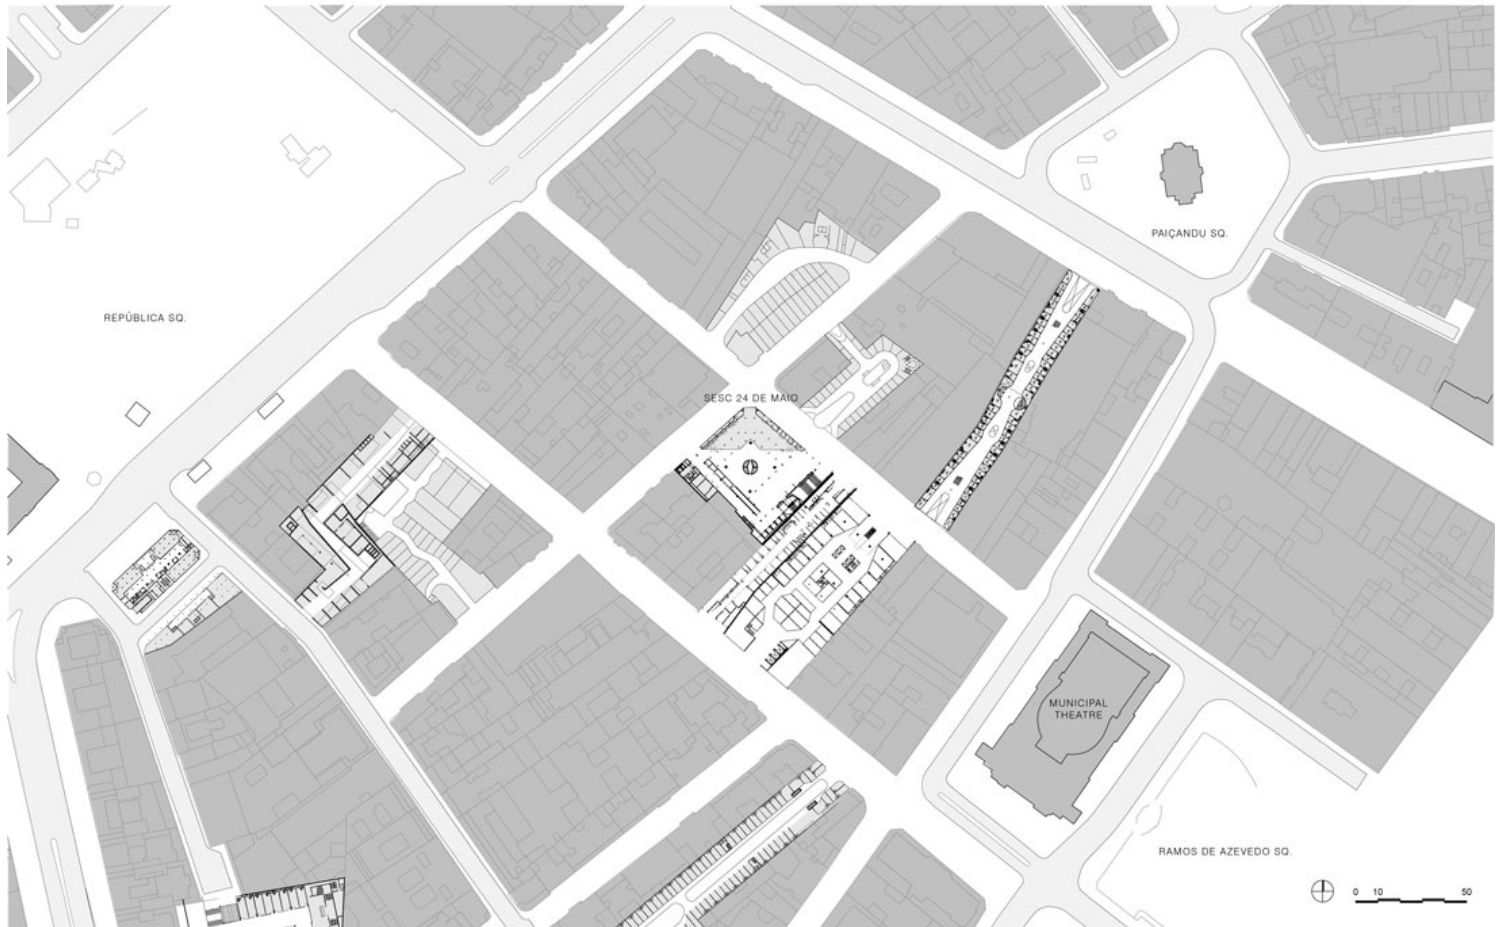 PAIÇANDU SQ.
REPÚBLICA SQ.
SESC 24 DE MAIO
MUNICIPAL
THEATRE
RAMOS DE AZEVEDO SQ.
0 10 50